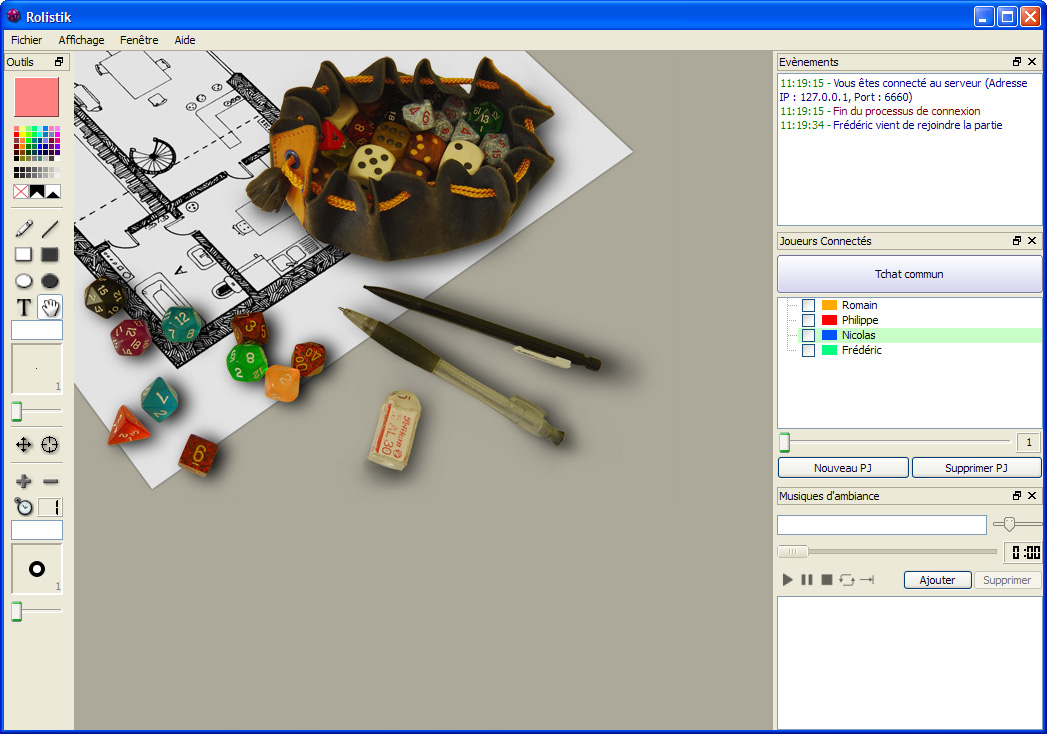 Rolistik
Fichier Affichage Fenêtre Aide
Outils
T
1
1
1
A
AL 30
Evènements
11:19:15 - Vous êtes connecté au serveur (Adresse
IP : 127.0.0.1, Port : 6660)
11:19:15 - Fin du processus de connexion
11:19:34 - Frédéric vient de rejoindre la partie
Joueurs Connectés
Tchat commun
Romain
Philippe
Nicolas
Frédéric
1
Nouveau PJ Supprimer PJ
Musiques d'ambiance
0:00
Ajouter Supprimer